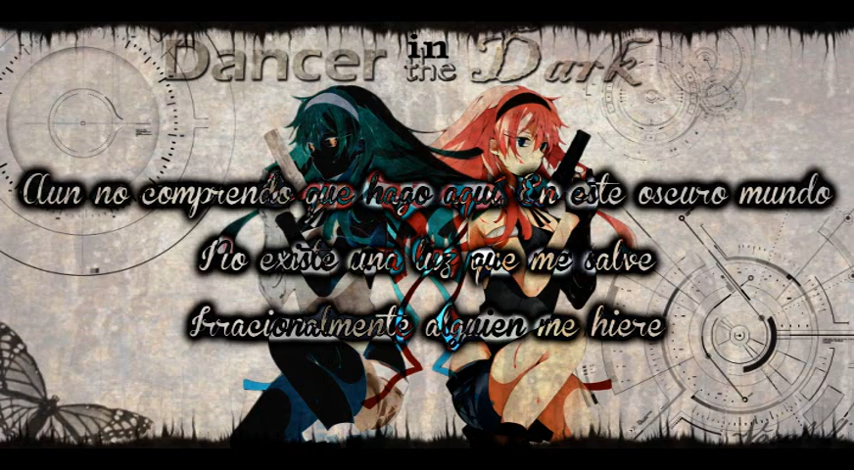 Dancer in the Dark
Aun no comprendo que hago aquí. En este oscuro mundo
No existe una luz que me salve
Irracionalmente alguien me hiere